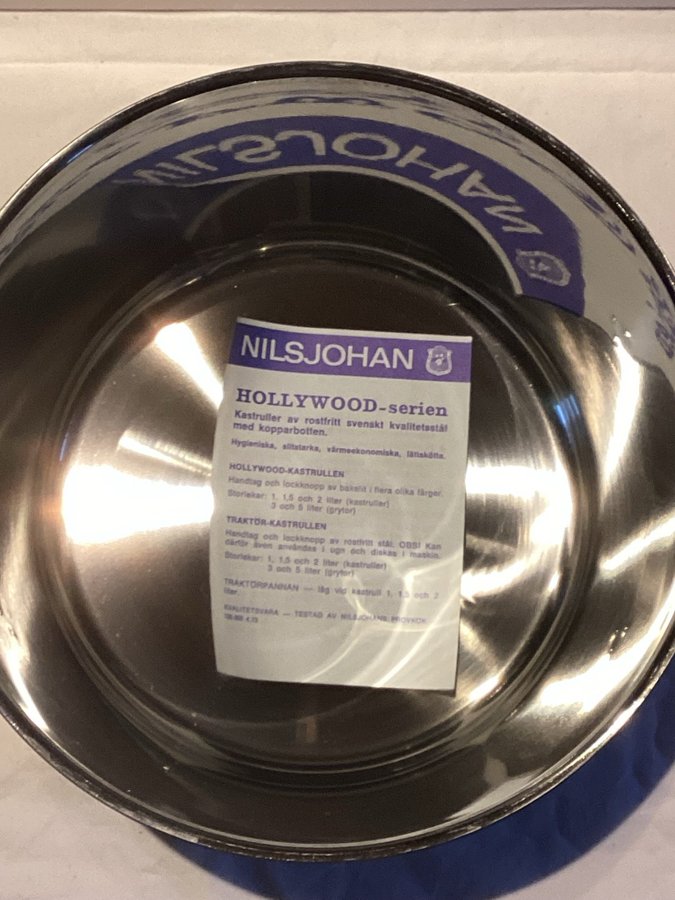 NILSJOHAN
HOLLYWOOD-serien
Kastruller av rostfritt svenskt kvalitetsstål
med kopparbotten.
Hygieniska, slitstarka, värmeekonomiska, lättskötta.
HOLLYWOOD-KASTRULLEN
Handtag och lockknopp av bakelit i flera olika färger.
Storlekar: 1, 1,5 och 2 liter (kastruller)
3 och 5 liter (grytor)
TRAKTÖR-KASTRULLEN
Handtag och lockknopp av rostfritt stål. OBS! Kan
därför även användas i ugn och diskas i maskin.
Storlekar: 1, 1,5 och 2 liter (kastruller)
3 och 5 liter (grytor)
TRAKTÖRPANNAN — låg vid kastrull 1, 1,5 och 2
liter.
KVALITETSVARA — TESTAD AV NILSJOHANS PROVKÖK.